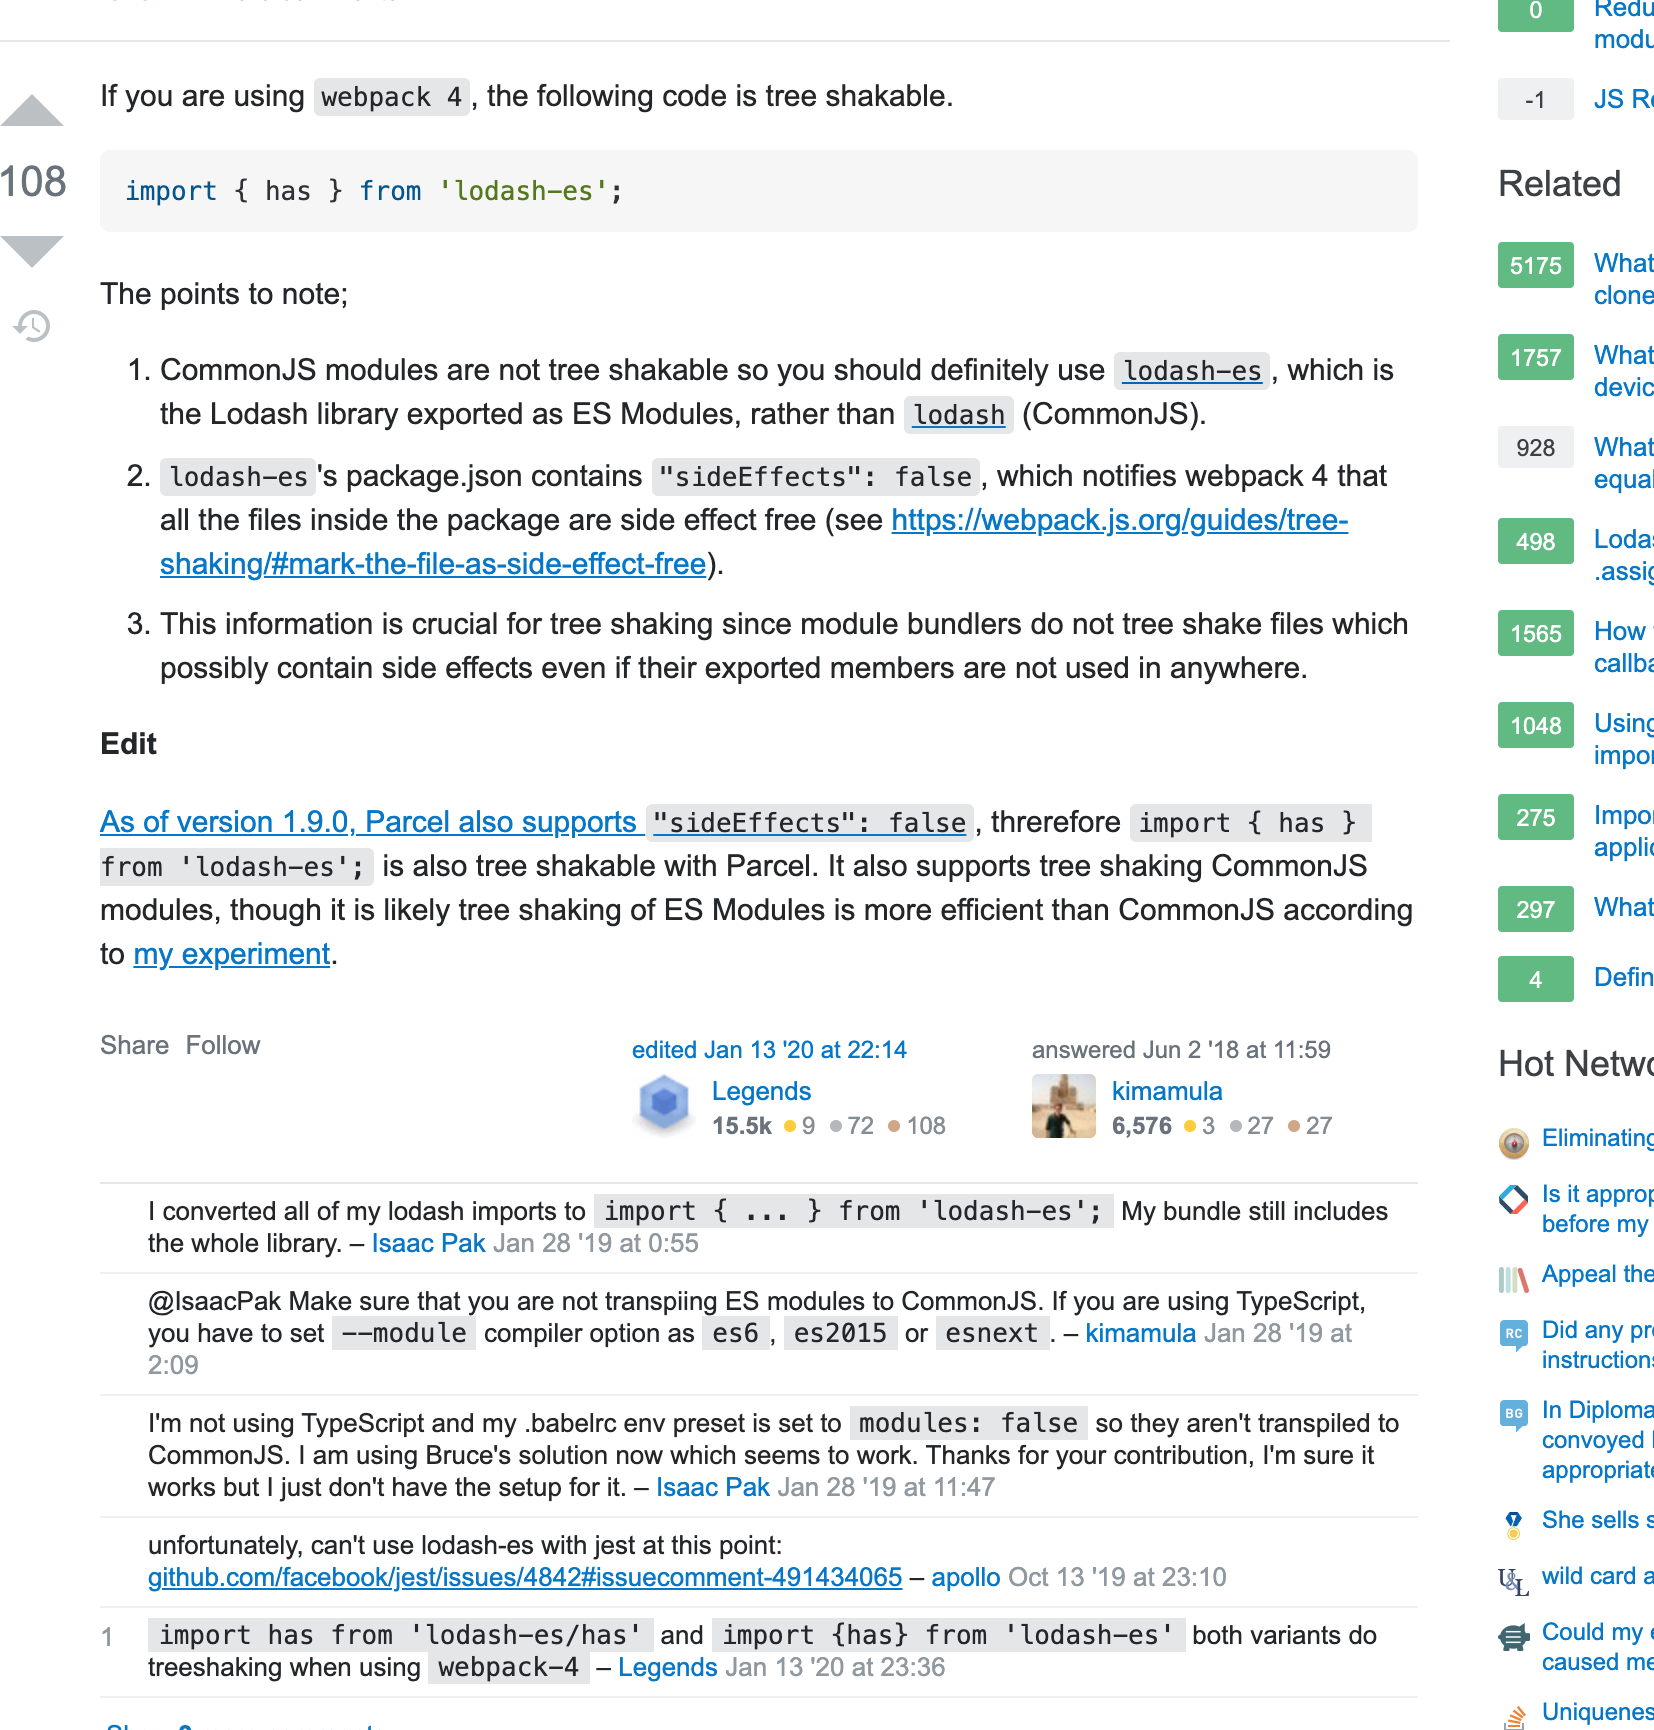 If you are using webpack 4, the following code is tree shakable.
108
import { has } from 'lodash-es';
The points to note;
1. CommonJS modules are not tree shakable so you should definitely use lodash-es, which is
the Lodash library exported as ES Modules, rather than lodash (CommonJS).
2. lodash-es's package.json contains "sideEffects": false, which notifies webpack 4 that
all the files inside the package are side effect free (see https://webpack.js.org/guides/tree-
shaking/#mark-the-file-as-side-effect-free).
3. This information is crucial for tree shaking since module bundlers do not tree shake files which
possibly contain side effects even if their exported members are not used in anywhere.
Edit
As of version 1.9.0, Parcel also supports "sideEffects": false, threrefore import { has }
from 'lodash-es'; is also tree shakable with Parcel. It also supports tree shaking CommonJS
modules, though it is likely tree shaking of ES Modules is more efficient than CommonJS according
to my experiment.
Share Follow
edited Jan 13 '20 at 22:14
Legends
15.5k 9 72 108
answered Jun 2 '18 at 11:59
kimamula
6,576 3 27 27
I converted all of my lodash imports to import { ... } from 'lodash-es'; My bundle still includes
the whole library. – Isaac Pak Jan 28 '19 at 0:55
@IsaacPak Make sure that you are not transpiing ES modules to CommonJS. If you are using TypeScript,
you have to set --module compiler option as es6, es2015 or esnext. – kimamula Jan 28 '19 at
2:09
I'm not using TypeScript and my .babelrc env preset is set to modules: false so they aren't transpiled to
CommonJS. I am using Bruce's solution now which seems to work. Thanks for your contribution, I'm sure it
works but I just don't have the setup for it. – Isaac Pak Jan 28 '19 at 11:47
unfortunately, can't use lodash-es with jest at this point:
github.com/facebook/jest/issues/4842#issuecomment-491434065 – apollo Oct 13 '19 at 23:10
1 import has from 'lodash-es/has' and import {has} from 'lodash-es' both variants do
treeshaking when using webpack-4 – Legends Jan 13 '20 at 23:36
0
-1 JS
Related
5175 What
clone
1757 What
928 What
498
1565 How
1048 Using
275
297 What
4
Hot
Eliminating
Is it
before my
Appeal the
RC Did any
instructions
BG In
convoyed
She sells
U&L wild card
Could my
caused me